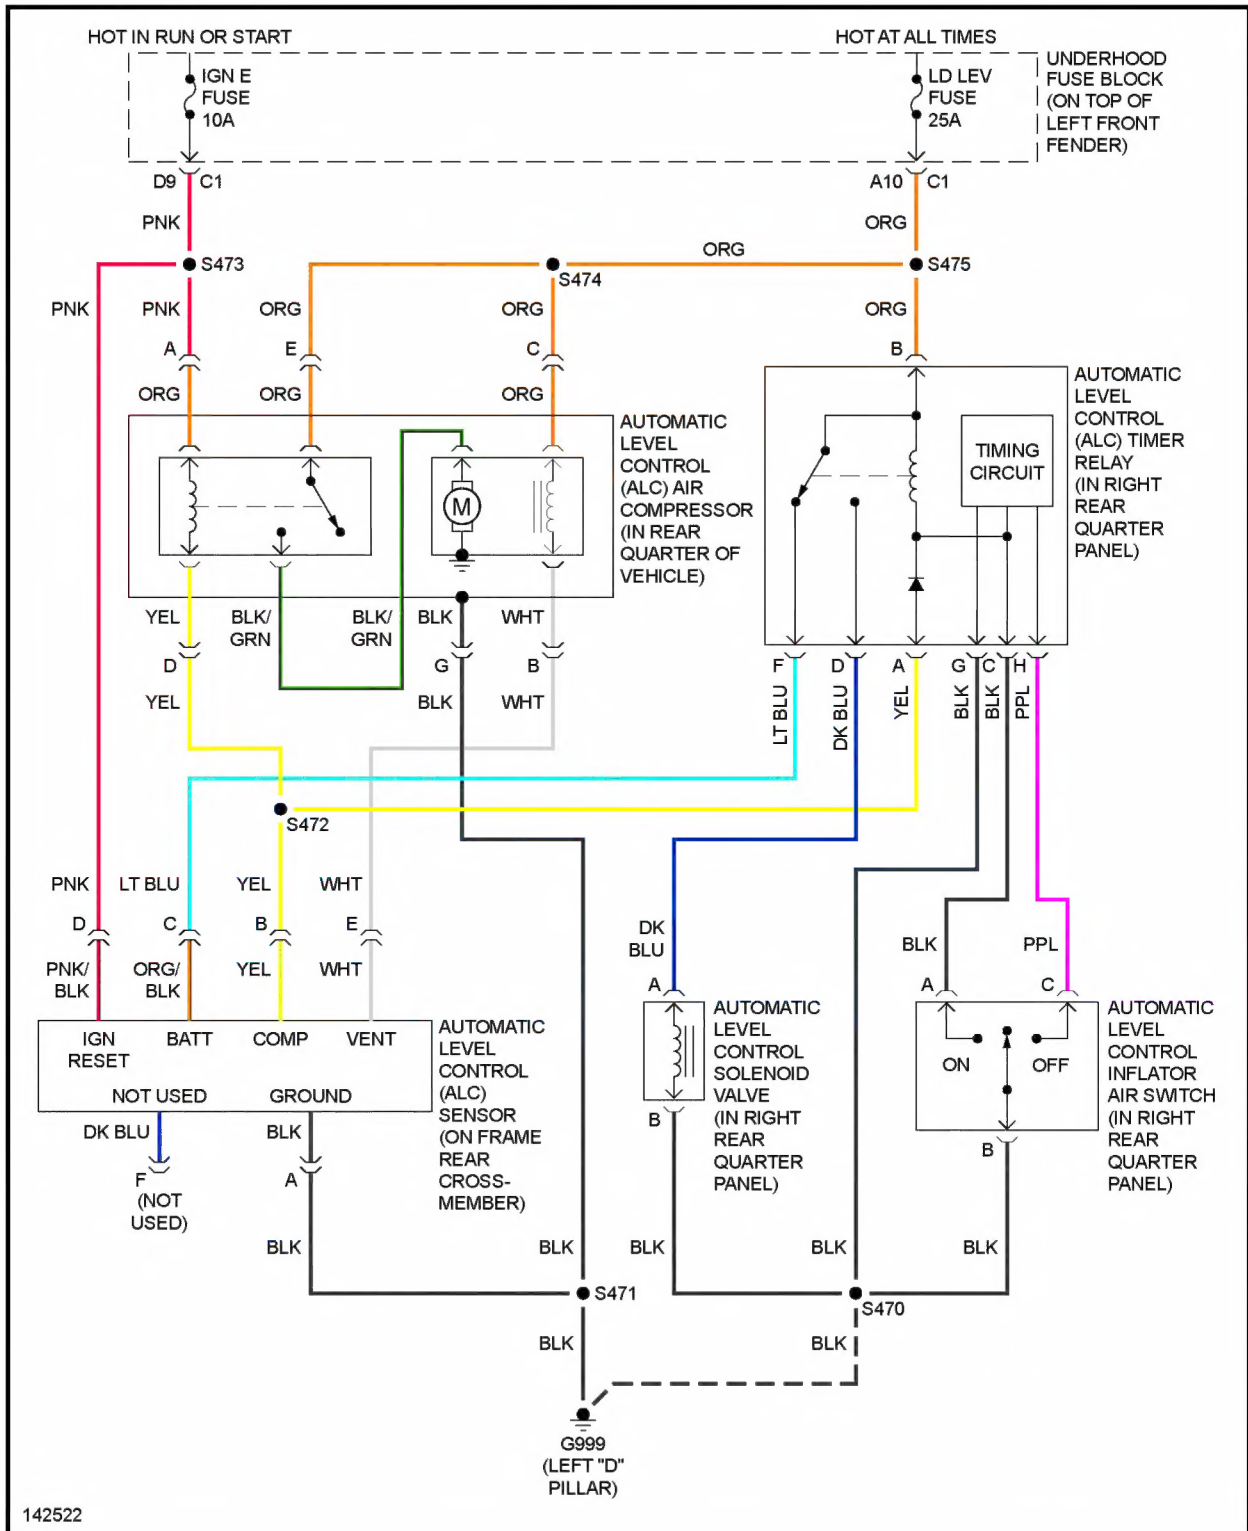 HOT IN RUN OR START
HOT AT ALL TIMES
IGN E
FUSE
10A
LD LEV
FUSE
25A
UNDERHOOD
FUSE BLOCK
(ON TOP OF
LEFT FRONT
FENDER)
D9
C1
A10
C1
PNK
ORG
S473
ORG
S474
S475
PNK
PNK
ORG
ORG
ORG
A
E
C
B
ORG
ORG
ORG
AUTOMATIC
LEVEL
CONTROL
(ALC) AIR
COMPRESSOR
(IN REAR
QUARTER OF
VEHICLE)
M
TIMING
CIRCUIT
AUTOMATIC
LEVEL
CONTROL
(ALC) TIMER
RELAY
(IN RIGHT
REAR
QUARTER
PANEL)
YEL
BLK/
GRN
BLK/
GRN
BLK
WHT
D
G
B
F
D
A
G
C
H
YEL
BLK
WHT
LT BLU
DK BLU
YEL
BLK
BLK
PPL
S472
PNK
LT BLU
YEL
WHT
D
C
B
E
PNK/
BLK
ORG/
BLK
YEL
WHT
DK
BLU
BLK
PPL
A
A
C
IGN
RESET
BATT
COMP
VENT
NOT USED
GROUND
AUTOMATIC
LEVEL
CONTROL
(ALC)
SENSOR
(ON FRAME
REAR
CROSS-
MEMBER)
AUTOMATIC
LEVEL
CONTROL
SOLENOID
VALVE
(IN RIGHT
REAR
QUARTER
PANEL)
ON
OFF
AUTOMATIC
LEVEL
CONTROL
INFLATOR
AIR SWITCH
(IN RIGHT
REAR
QUARTER
PANEL)
DK BLU
BLK
B
B
F
(NOT
USED)
A
BLK
BLK
BLK
BLK
BLK
S471
S470
BLK
BLK
G999
(LEFT "D"
PILLAR)
142522